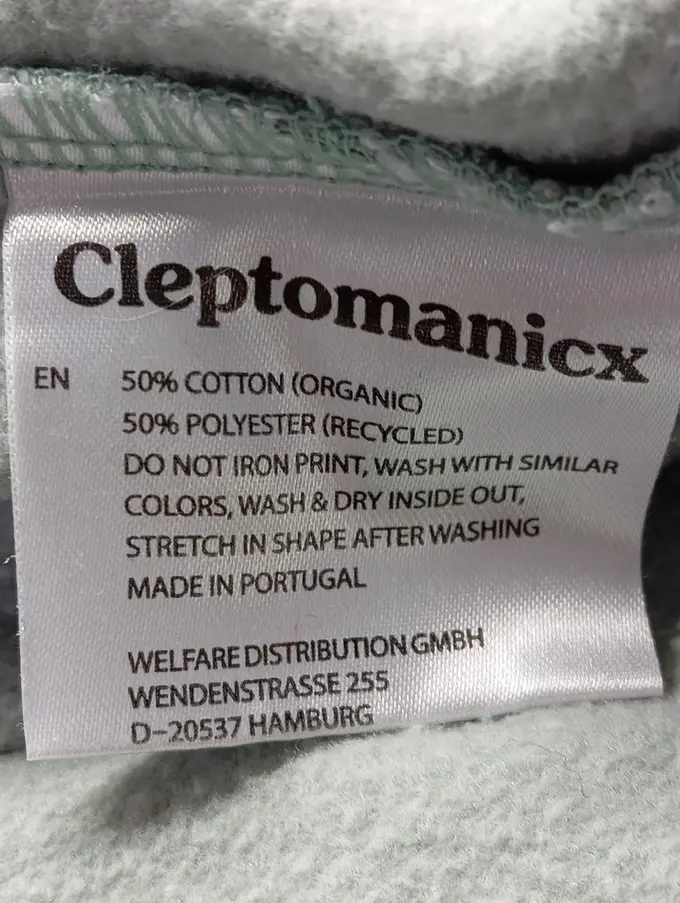 Cleptomanicx
EN 50% COTTON (ORGANIC)
50% POLYESTER (RECYCLED)
DO NOT IRON PRINT, WASH WITH SIMILAR
COLORS, WASH & DRY INSIDE OUT,
STRETCH IN SHAPE AFTER WASHING
MADE IN PORTUGAL
WELFARE DISTRIBUTION GMBH
WENDENSTRASSE 255
D-20537 HAMBURG